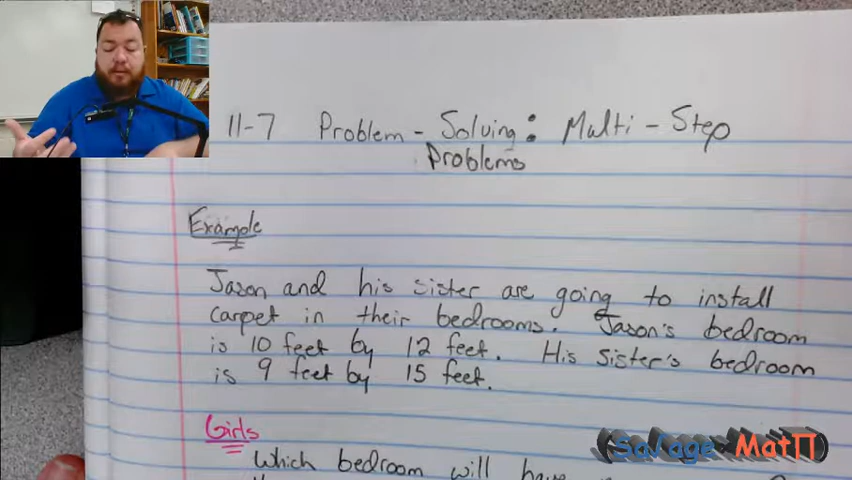 11-7 Problem - Solving: Multi - Step
Problems
Example
Jason and his sister are going to install
carpet in their bedrooms. Jason's bedroom
is 10 feet by 12 feet. His sister's bedroom
is 9 feet by 15 feet.
Girls
Which bedroom will have
Savage Math